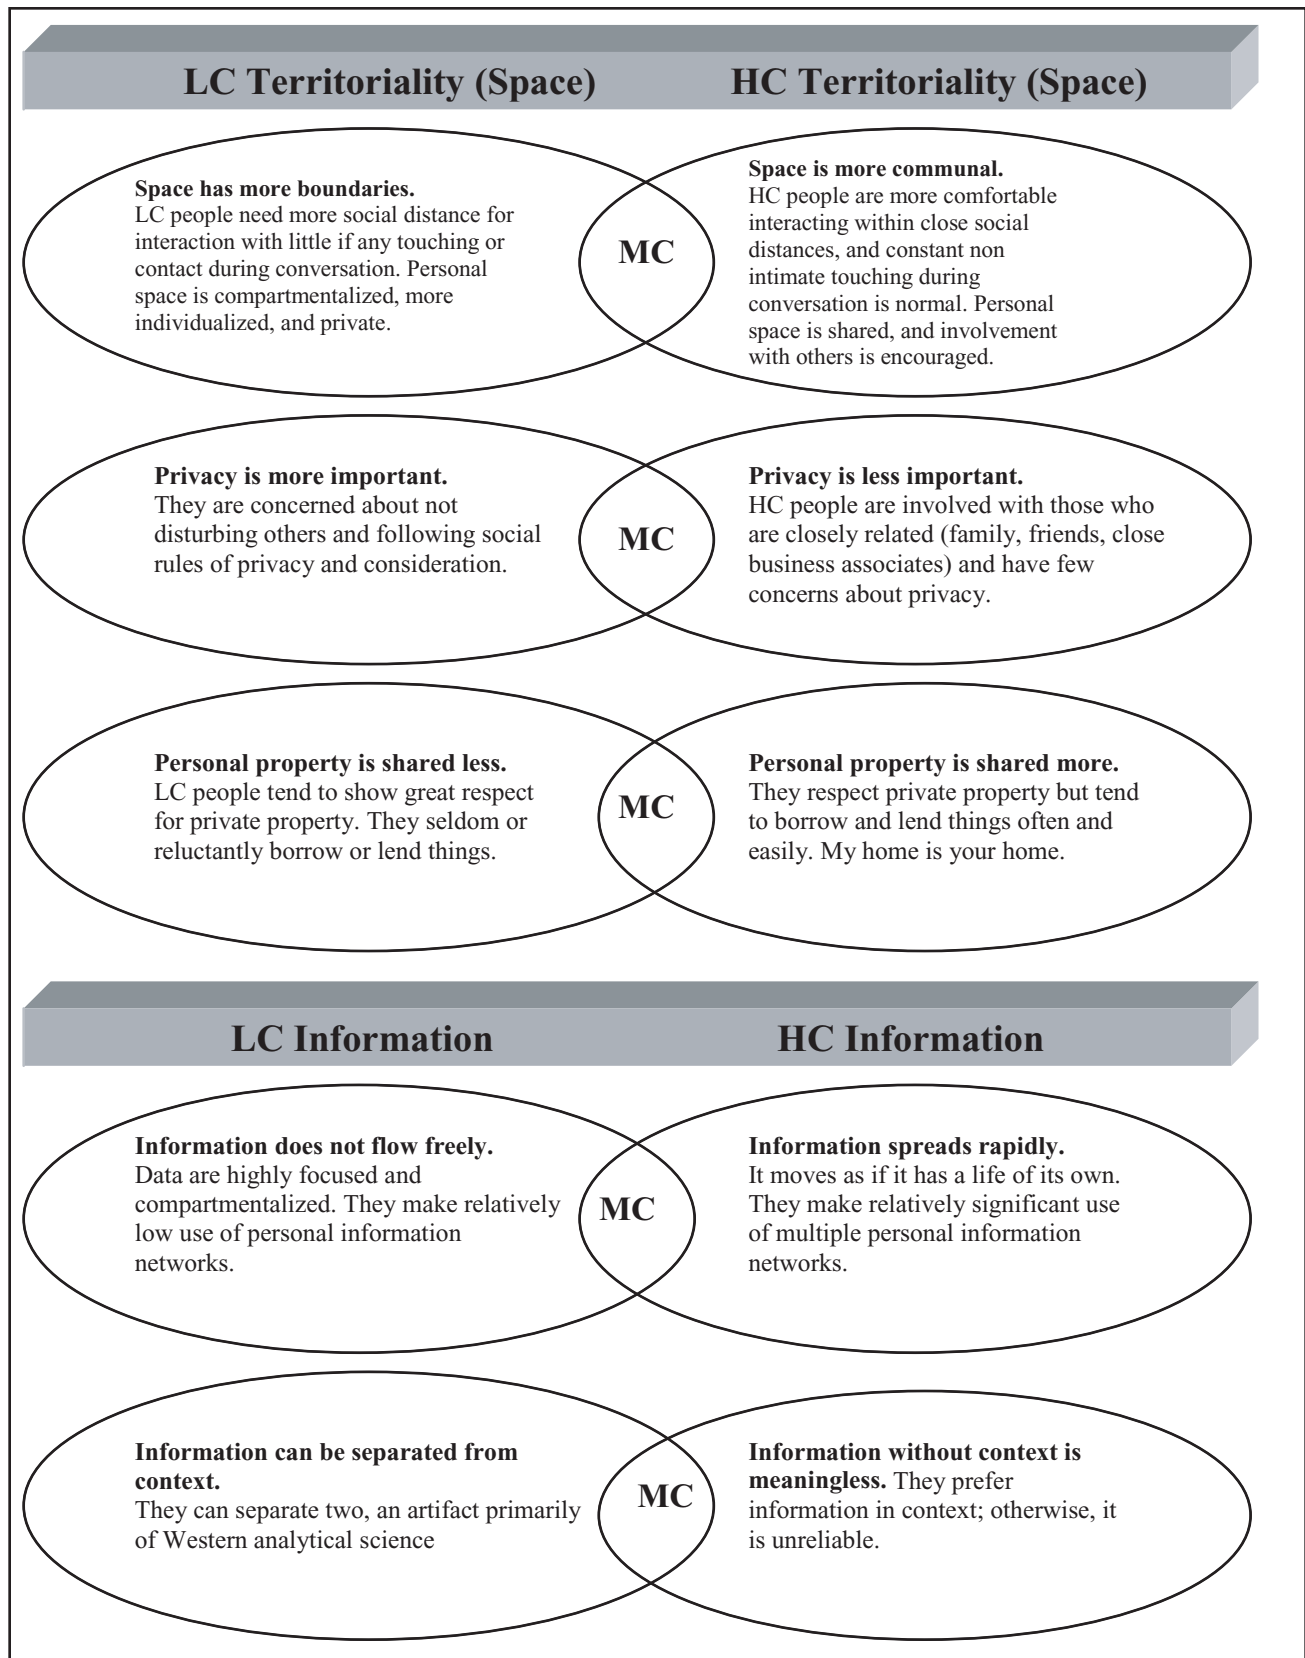 LC Territoriality (Space)
HC Territoriality (Space)
Space has more boundaries.
LC people need more social distance for
interaction with little if any touching or
contact during conversation. Personal
space is compartmentalized, more
individualized, and private.
MC
Space is more communal.
HC people are more comfortable
interacting within close social
distances, and constant non
intimate touching during
conversation is normal. Personal
space is shared, and involvement
with others is encouraged.
Privacy is more important.
They are concerned about not
disturbing others and following social
rules of privacy and consideration.
MC
Privacy is less important.
HC people are involved with those who
are closely related (family, friends, close
business associates) and have few
concerns about privacy.
Personal property is shared less.
LC people tend to show great respect
for private property. They seldom or
reluctantly borrow or lend things.
MC
Personal property is shared more.
They respect private property but tend
to borrow and lend things often and
easily. My home is your home.
LC Information
HC Information
Information does not flow freely.
Data are highly focused and
compartmentalized. They make relatively
low use of personal information
networks.
MC
Information spreads rapidly.
It moves as if it has a life of its own.
They make relatively significant use
of multiple personal information
networks.
Information can be separated from
context.
They can separate two, an artifact primarily
of Western analytical science
MC
Information without context is
meaningless. They prefer
information in context; otherwise, it
is unreliable.